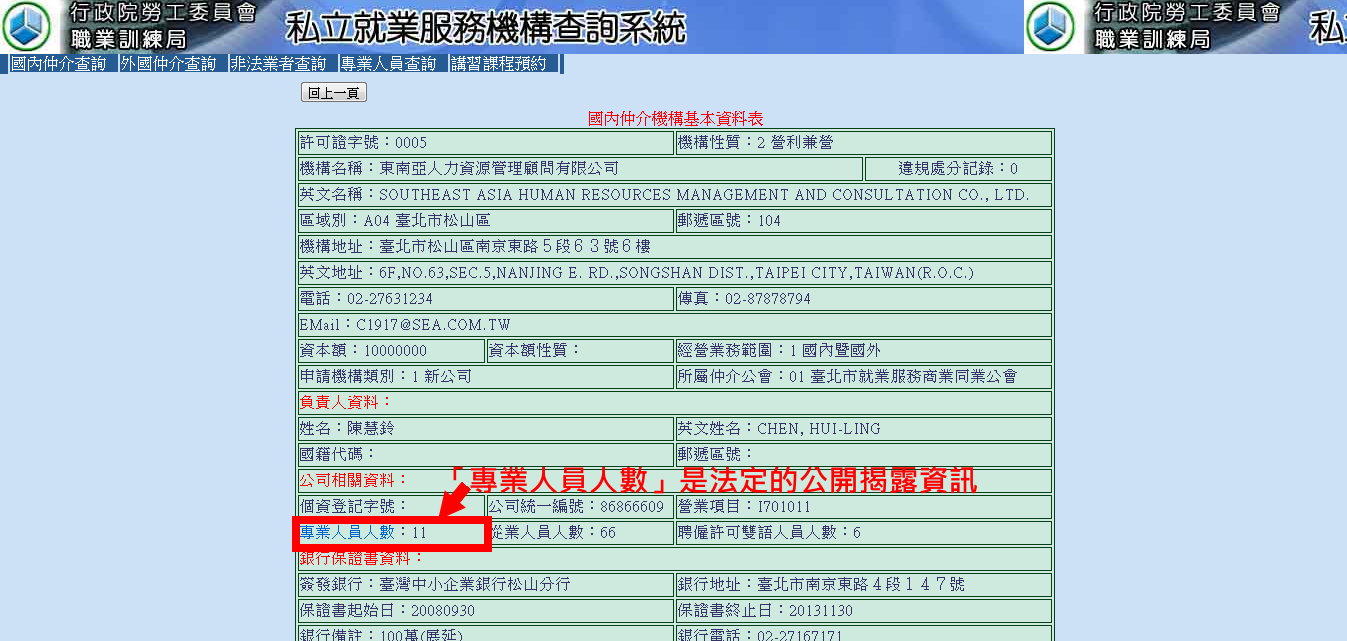 行政院勞工委員會
職業訓練局
私立就業服務機構查詢系統
行政院勞工委員會
職業訓練局
私立
國內仲介查詢 外國仲介查詢 非法業者查詢 專業人員查詢 講習課程預約
回上一頁
國內仲介機構基本資料表
許可證字號：0005 機構性質：2 營利兼營
機構名稱：東南亞人力資源管理顧問有限公司 違規處分記錄：0
英文名稱：SOUTHEAST ASIA HUMAN RESOURCES MANAGEMENT AND CONSULTATION CO., LTD.
區域別：A04 臺北市松山區 郵遞區號：104
機構地址：臺北市松山區南京東路５段６３號６樓
英文地址：6F,NO.63,SEC.5,NANJING E. RD.,SONGSHAN DIST.,TAIPEI CITY,TAIWAN(R.O.C.)
電話：02-27631234 傳真：02-87878794
EMail：C1917@SEA.COM.TW
資本額：10000000 資本額性質： 經營業務範圍：1 國內暨國外
申請機構類別：1 新公司 所屬仲介公會：01 臺北市就業服務商業同業公會
負責人資料：
姓名：陳慧鈴 英文姓名：CHEN, HUI-LING
國籍代碼： 郵遞區號：
公司相關資料： 「專業人員人數」是法定的公開揭露資訊
個資登記字號： 公司統一編號：86866609 營業項目：I701011
專業人員人數：11 從業人員人數：66 聘僱許可雙語人員人數：6
銀行保證書資料：
簽發銀行：臺灣中小企業銀行松山分行 銀行地址：臺北市南京東路４段１４７號
保證書起始日：20080930 保證書終止日：20131130
銀行備註：100萬(展延) 銀行電話：02-27167171